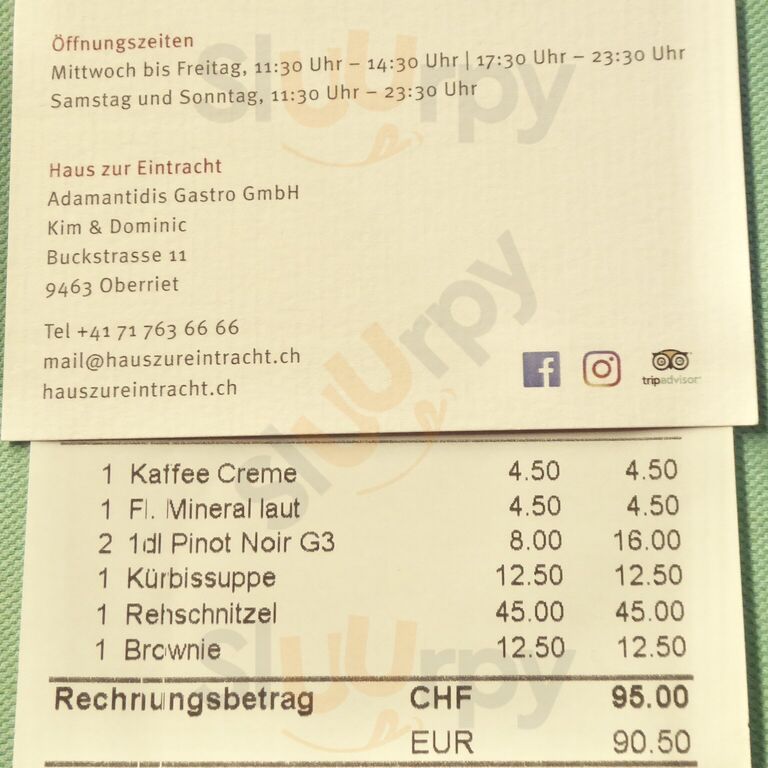 Öffnungszeiten
Mittwoch bis Freitag, 11:30 Uhr – 14:30 Uhr | 17:30 Uhr – 23:30 Uhr
Samstag und Sonntag, 11:30 Uhr – 23:30 Uhr
Haus zur Eintracht
Adamantidis Gastro GmbH
Kim & Dominic
Buckstrasse 11
9463 Oberriet
Tel +41 71 763 66 66
mail@hauszureintracht.ch
hauszureintracht.ch
tripadvisor
1 Kaffee Creme 4.50 4.50
1 Fl. Mineral laut 4.50 4.50
2 1dl Pinot Noir G3 8.00 16.00
1 Kürbissuppe 12.50 12.50
1 Rehschnitzel 45.00 45.00
1 Brownie 12.50 12.50
Rechnungsbetrag CHF 95.00
EUR 90.50
Sluurpy
Sluurpy
Sluurpy